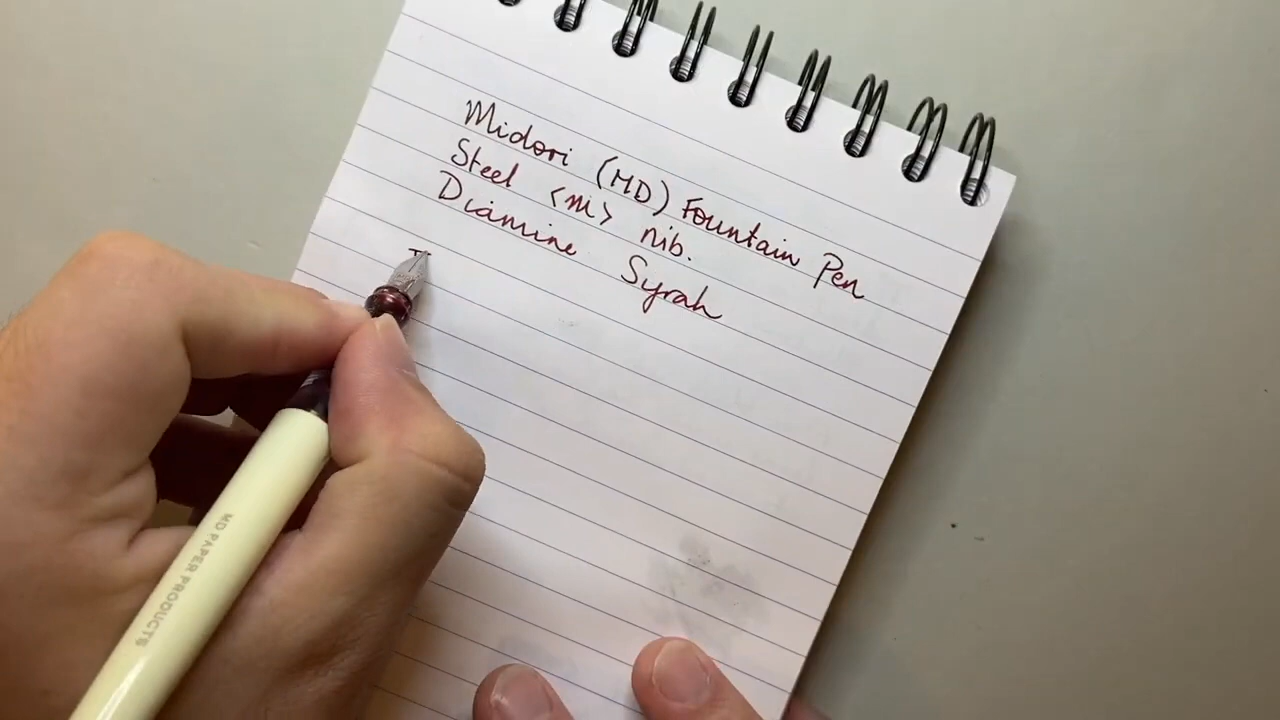 Midori (MD) Fountain Pen
Steel <M> nib.
Diamine Syrah
MD PAPER PRODUCTS